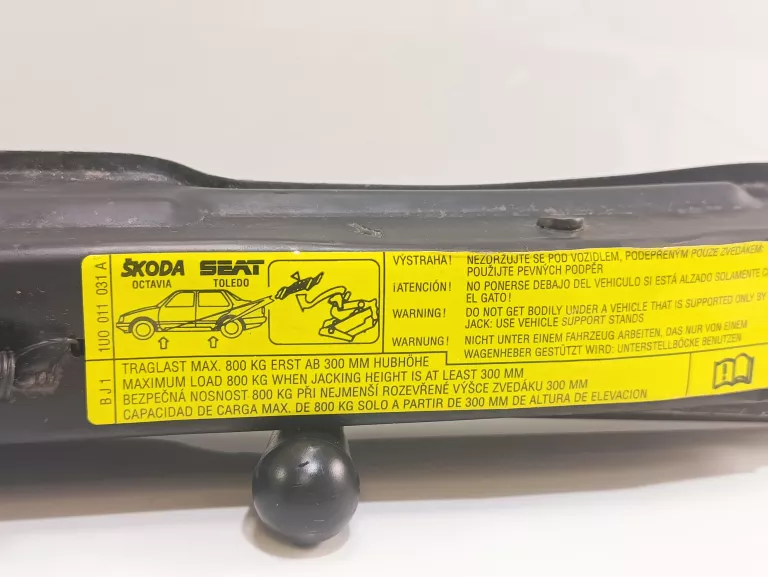 BJ1 1U0 011 031 A
ŠKODA SEAT
OCTAVIA TOLEDO
VÝSTRAHA! NEZDRŽUJTE SE POD VOZIDLEM, PODEPŘENÝM POUZE ZVEDÁKEM:
POUŽIJTE PEVNÝCH PODPĚR
¡ATENCIÓN! NO PONERSE DEBAJO DEL VEHICULO SI ESTÁ ALZADO SOLAMENTE
EL GATO!
WARNING! DO NOT GET BODILY UNDER A VEHICLE THAT IS SUPPORTED ONLY BY
JACK: USE VEHICLE SUPPORT STANDS
WARNUNG! NICHT UNTER EINEM FAHRZEUG ARBEITEN, DAS NUR VON EINEM
WAGENHEBER GESTÜTZT WIRD: UNTERSTELLBÖCKE BENUTZEN
TRAGLAST MAX. 800 KG ERST AB 300 MM HUBHÖHE
MAXIMUM LOAD 800 KG WHEN JACKING HEIGHT IS AT LEAST 300 MM
BEZPEČNÁ NOSNOST 800 KG PŘI NEJMENŠÍ ROZEVŘENÉ VÝŠCE ZVEDÁKU 300 MM
CAPACIDAD DE CARGA MAX. DE 800 KG SOLO A PARTIR DE 300 MM DE ALTURA DE ELEVACION